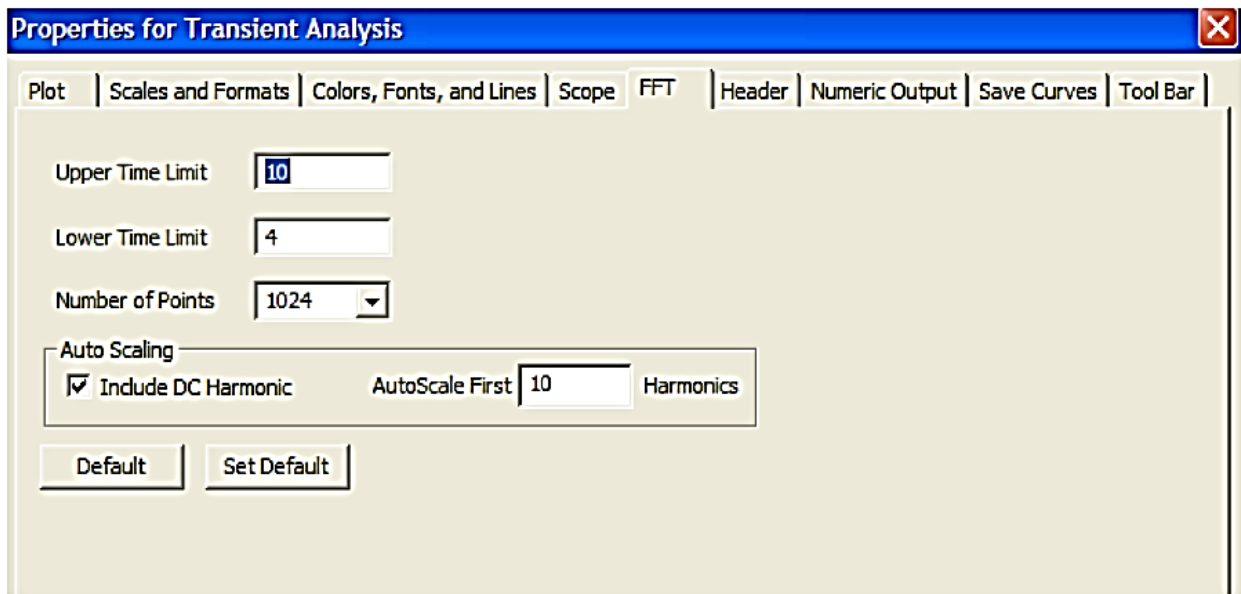 Properties for Transient Analysis
Plot Scales and Formats Colors, Fonts, and Lines Scope FFT Header Numeric Output Save Curves Tool Bar
Upper Time Limit 10
Lower Time Limit 4
Number of Points 1024
Auto Scaling
Include DC Harmonic AutoScale First 10 Harmonics
Default Set Default